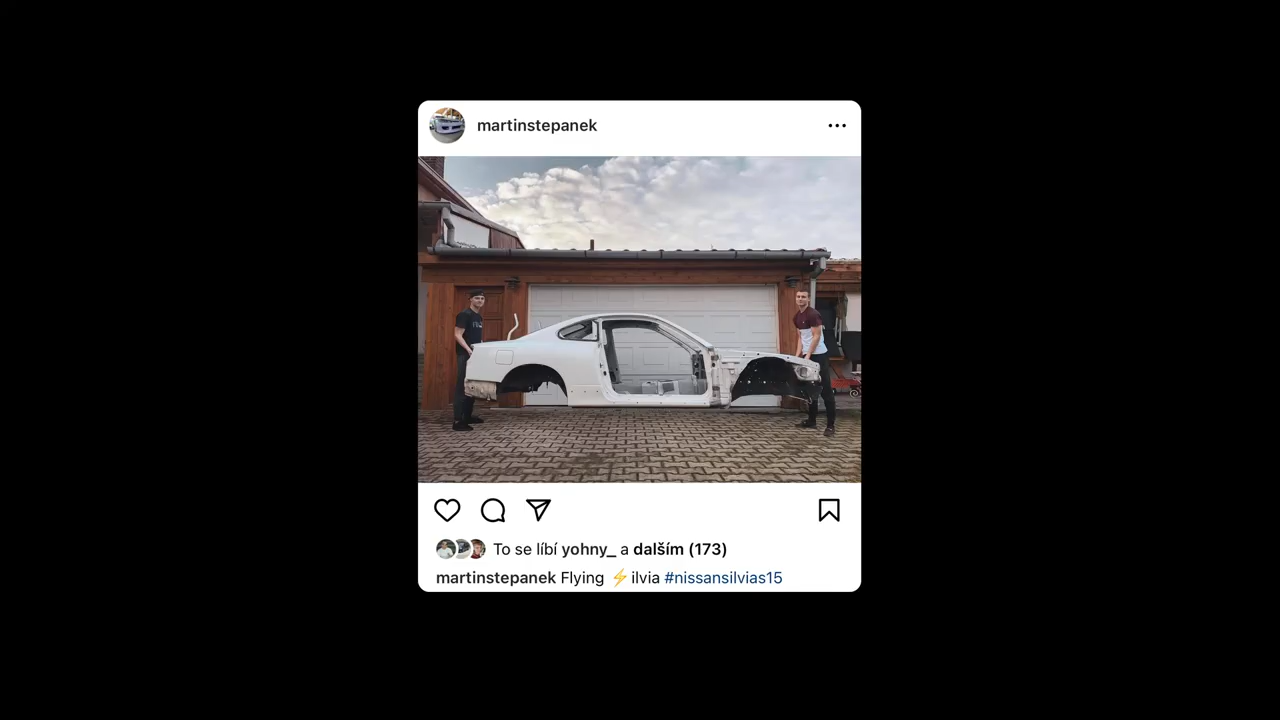 martinstepanek
To se líbí yohny_ a dalším (173)
martinstepanek Flying ⚡ilvia #nissansilvias15